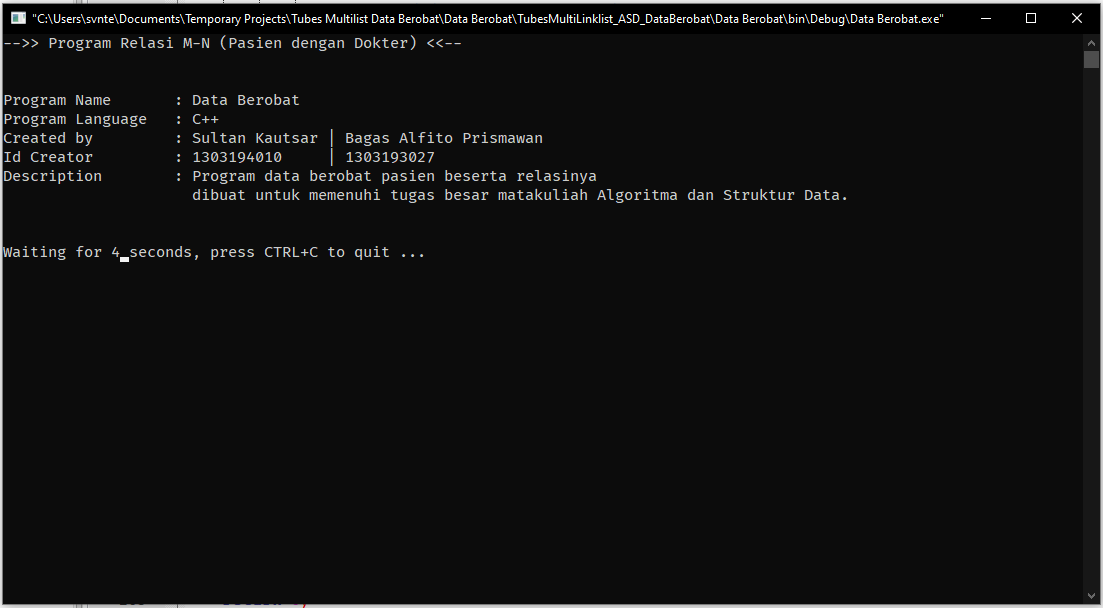 "C:\Users\svnte\Documents\Temporary Projects\Tubes Multilist Data Berobat\Data Berobat\TubesMultiLinklist_ASD_DataBerobat\Data Berobat\bin\Debug\Data Berobat.exe"
-->> Program Relasi M-N (Pasien dengan Dokter) <<--
Program Name : Data Berobat
Program Language : C++
Created by : Sultan Kautsar | Bagas Alfito Prismawan
Id Creator : 1303194010 | 1303193027
Description : Program data berobat pasien beserta relasinya
dibuat untuk memenuhi tugas besar matakuliah Algoritma dan Struktur Data.
Waiting for 4 seconds, press CTRL+C to quit ...